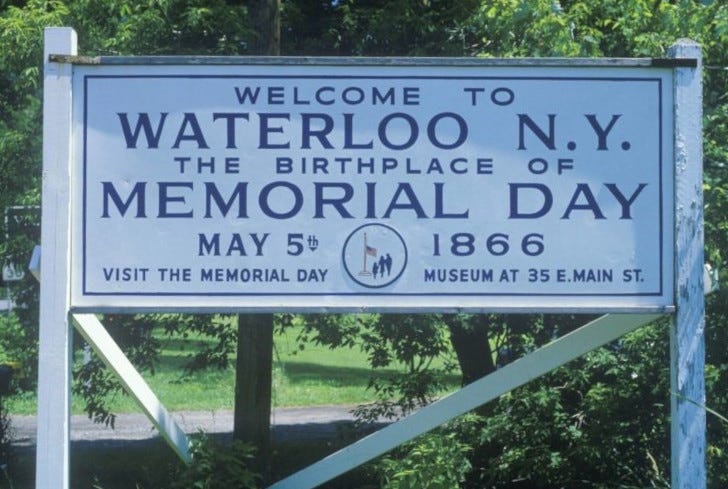 WELCOME TO
WATERLOO N.Y.
THE BIRTHPLACE OF
MEMORIAL DAY
MAY 5th 1866
VISIT THE MEMORIAL DAY MUSEUM AT 35 E.MAIN ST.